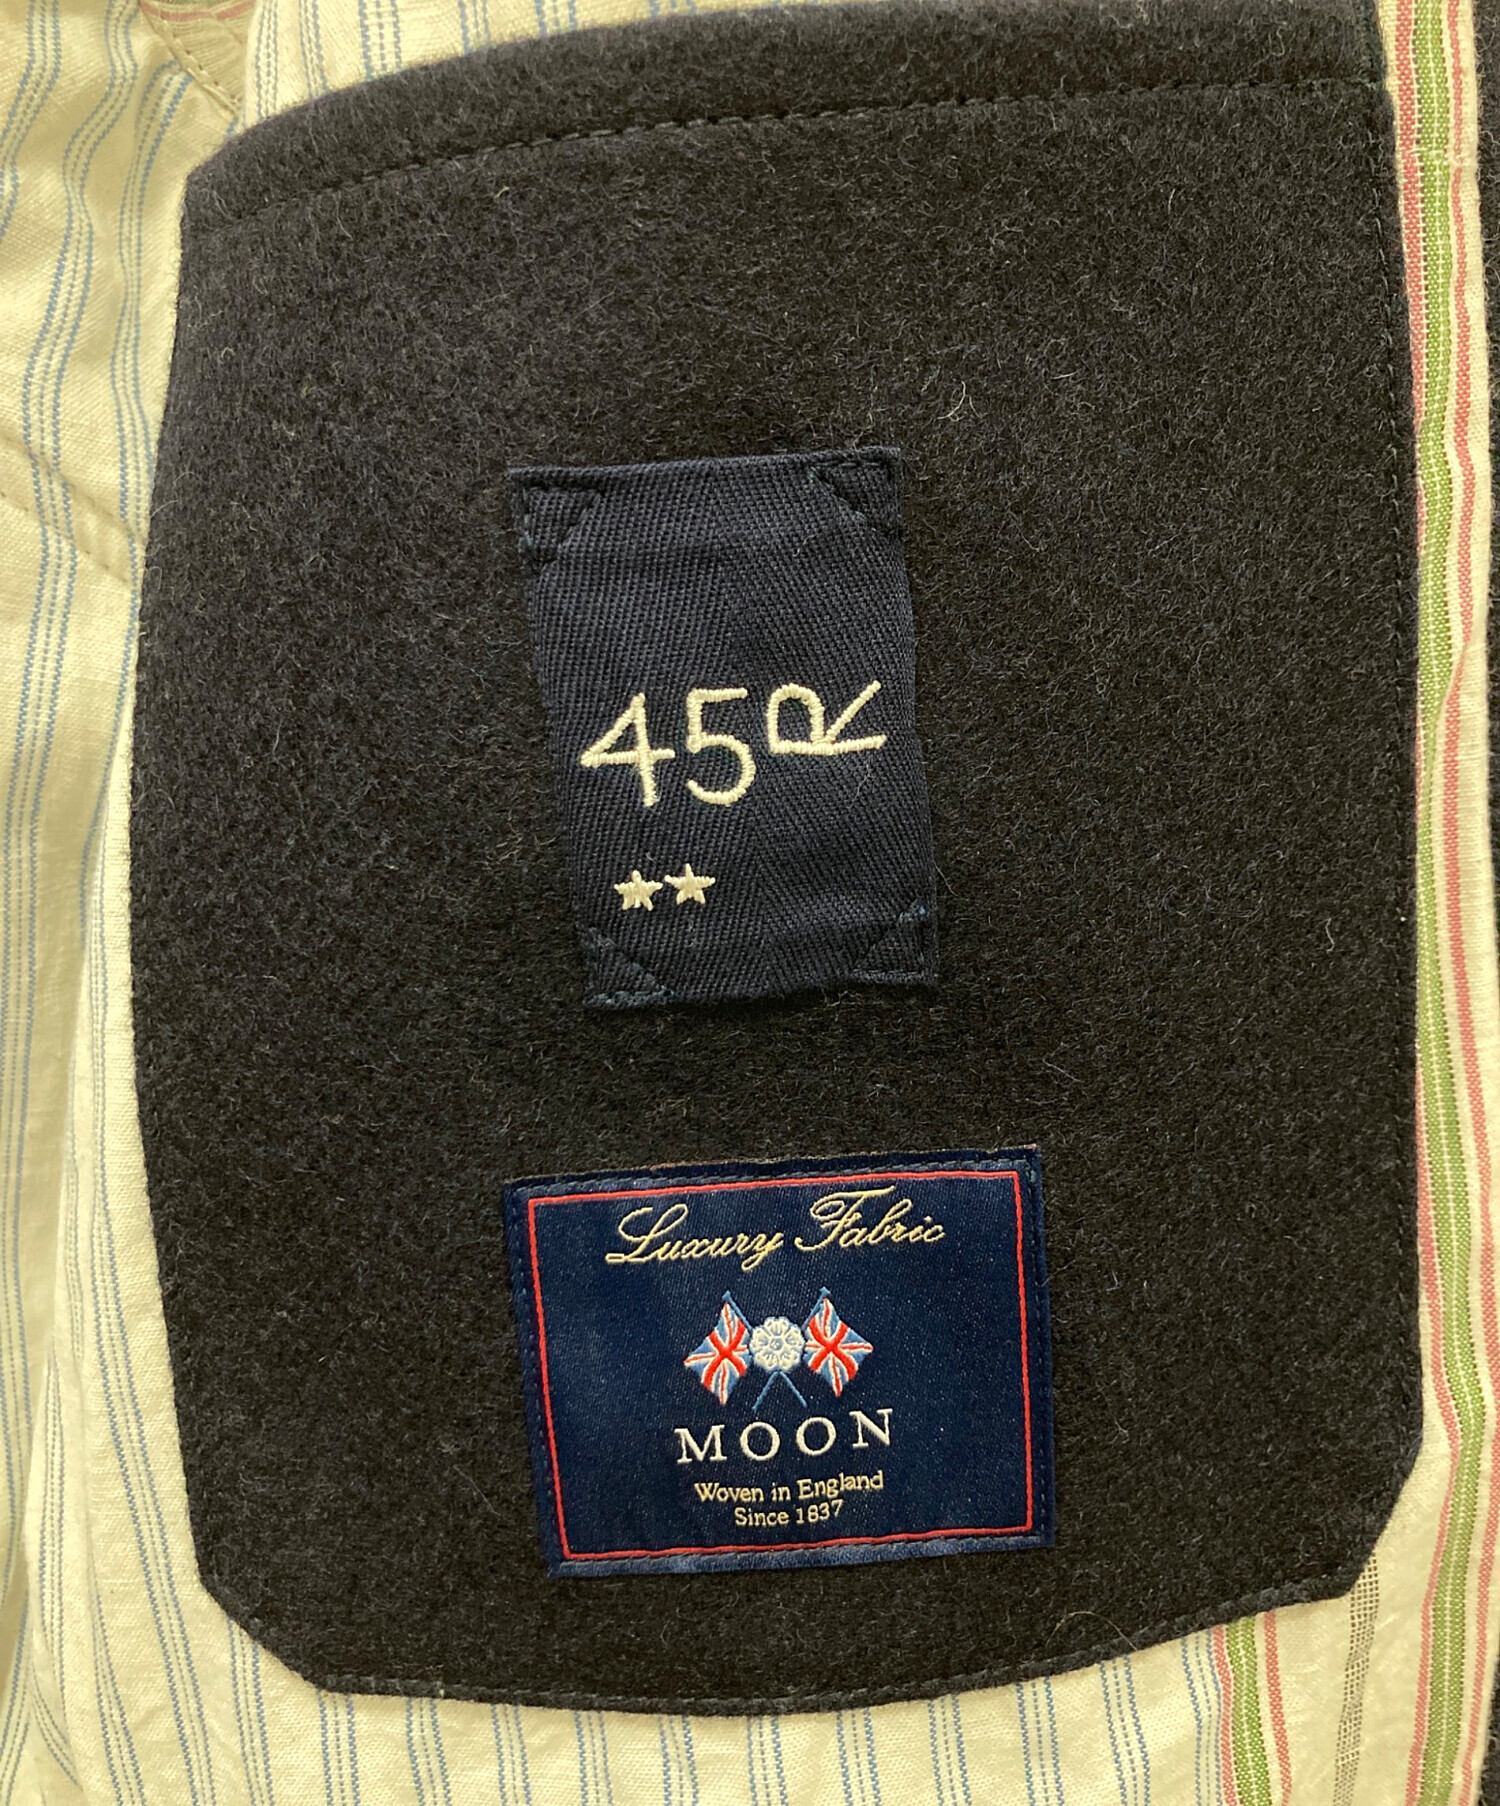 45R
Luxury Fabric
MOON
Woven in England
Since 1837